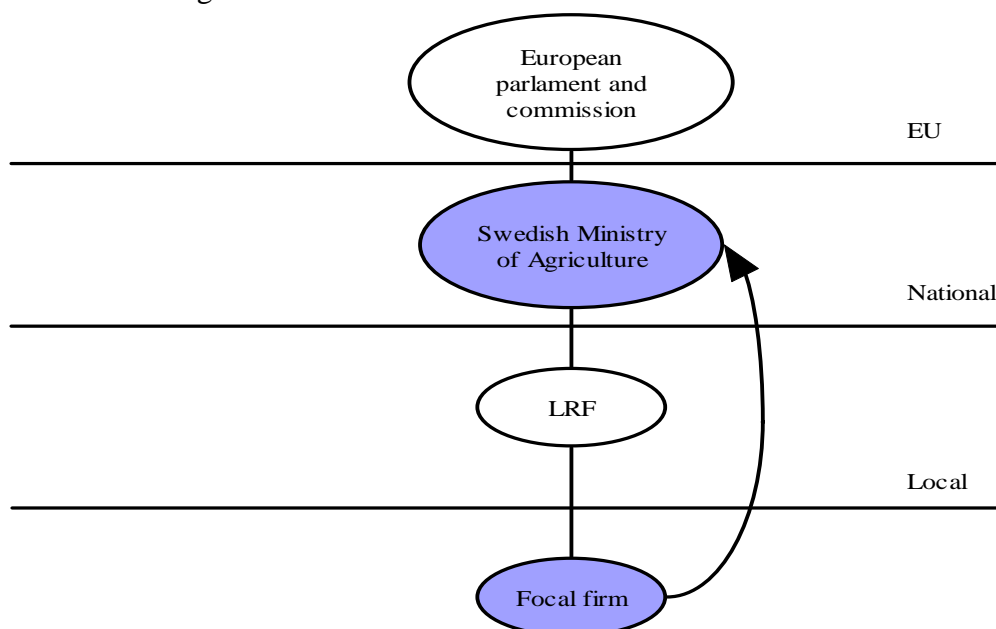 European
parlament and
commission
EU
Swedish Ministry
of Agriculture
National
LRF
Local
Focal firm